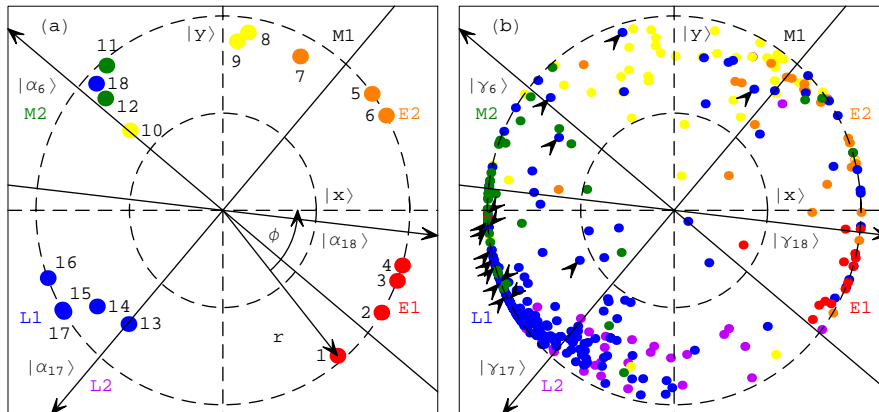 (a)
|y⟩
8
M1
9
7
11
18
|α₆⟩
12
M2
10
5
6
E2
|x⟩
ϕ
|α₁₈⟩
4
3
E1
2
16
15
14
L1
17
13
r
1
|α₁₇⟩
L2
(b)
|y⟩
M1
|γ₆⟩
M2
E2
|x⟩
|γ₁₈⟩
L1
E1
|γ₁₇⟩
L2